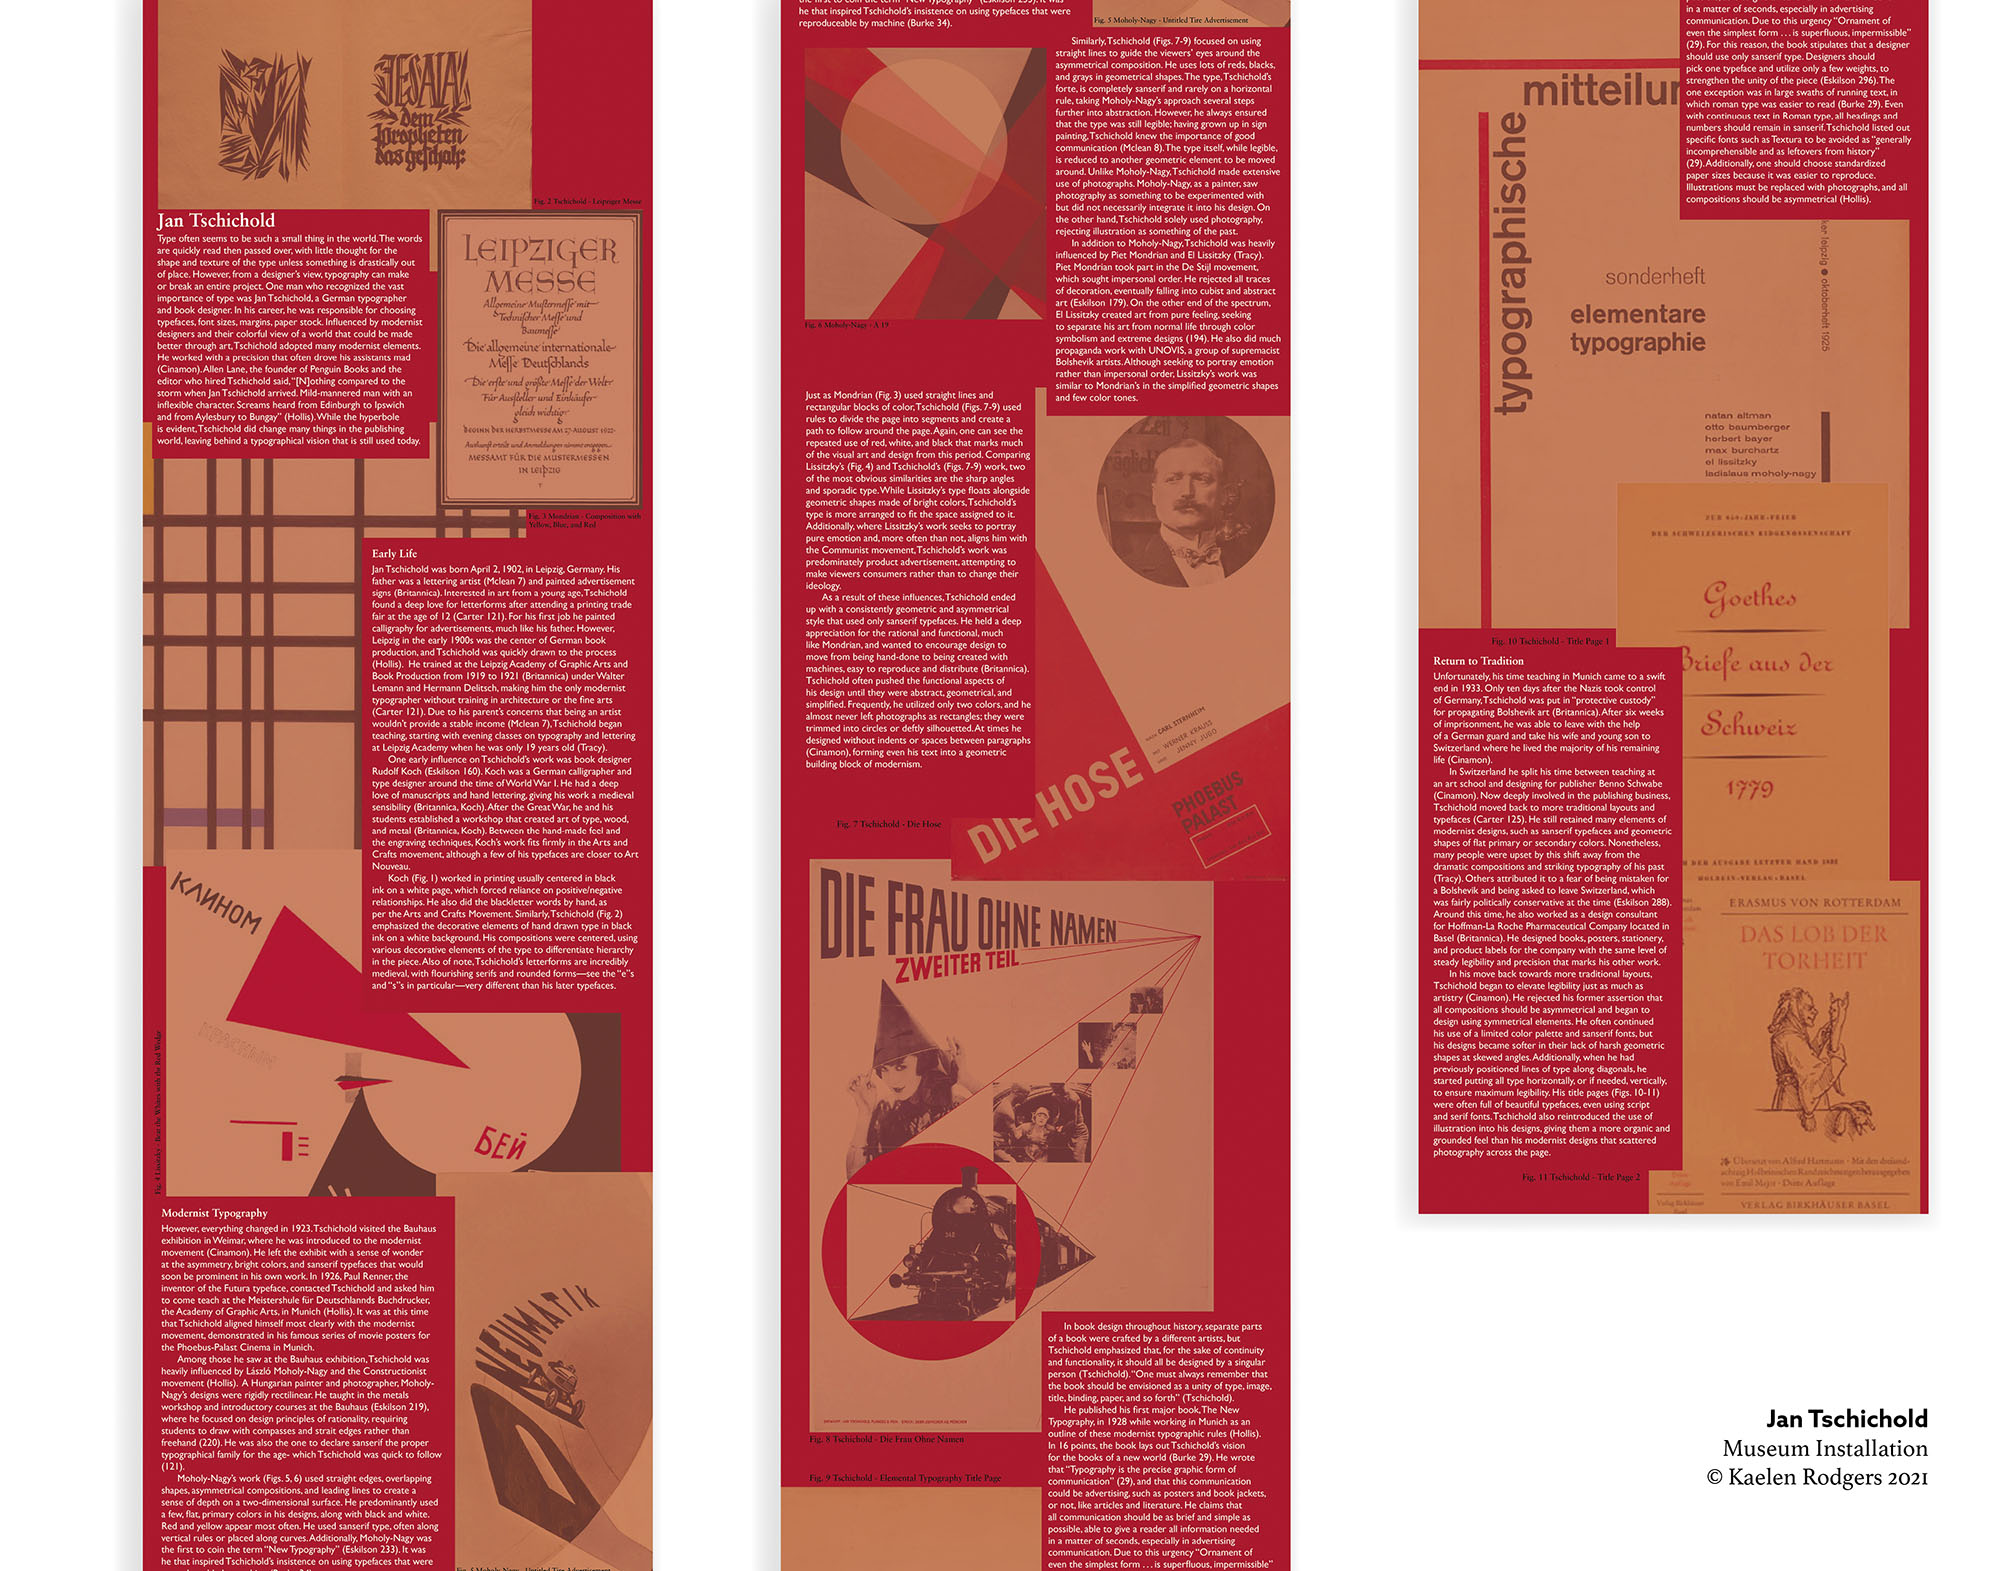 JESAIA
dem
propheten
das geschah:
Fig. 2 Tschichold - Leipziger Messe
Jan Tschichold
Type often seems to be such a small thing in the world. The words
are quickly read then passed over, with little thought for the
shape and texture of the type unless something is drastically out
of place. However, from a designer's view, typography can make
or break an entire project. One man who recognized the vast
importance of type was Jan Tschichold, a German typographer
and book designer. In his career, he was responsible for choosing
typefaces, font sizes, margins, paper stock. Influenced by modernist
designers and their colorful view of a world that could be made
better through art, Tschichold adopted many modernist elements.
He worked with a precision that often drove his assistants mad
(Cinamon). Allen Lane, the founder of Penguin Books and the
editor who hired Tschichold said, "[N]othing compared to the
storm when Jan Tschichold arrived. Mild-mannered man with an
inflexible character. Screams heard from Edinburgh to Ipswich
and from Aylesbury to Bungay" (Hollis). While the hyperbole
is evident, Tschichold did change many things in the publishing
world, leaving behind a typographical vision that is still used today.
LEIPZIGER
MESSE
Allgemeine Mustermesse mit
Technischer Messe und
Baumesse
Die allgemeine internationale
Messe Deutschlands
Die erste und größte Messe der Welt
Für Aussteller und Einkäufer
gleich wichtig
BEGINN DER HERBSTMESSE AM 27. AUGUST 1922
Auskunft erteilt und Anmeldungen nimmt entgegen
MESSAMT FÜR DIE MUSTERMESSEN
IN LEIPZIG
Fig. 3 Mondrian - Composition with
Yellow, Blue, and Red
Early Life
Jan Tschichold was born April 2, 1902, in Leipzig, Germany. His
father was a lettering artist (Mclean 7) and painted advertisement
signs (Britannica). Interested in art from a young age, Tschichold
found a deep love for letterforms after attending a printing trade
fair at the age of 12 (Carter 121). For his first job he painted
calligraphy for advertisements, much like his father. However,
Leipzig in the early 1900s was the center of German book
production, and Tschichold was quickly drawn to the process
(Hollis). He trained at the Leipzig Academy of Graphic Arts and
Book Production from 1919 to 1921 (Britannica) under Walter
Lemann and Hermann Delitsch, making him the only modernist
typographer without training in architecture or the fine arts
(Carter 121). Due to his parent's concerns that being an artist
wouldn't provide a stable income (Mclean 7), Tschichold began
teaching, starting with evening classes on typography and lettering
at Leipzig Academy when he was only 19 years old (Tracy).
One early influence on Tschichold's work was book designer
Rudolf Koch (Eskilson 160). Koch was a German calligrapher and
type designer around the time of World War I. He had a deep
love of manuscripts and hand lettering, giving his work a medieval
sensibility (Britannica, Koch). After the Great War, he and his
students established a workshop that created art of type, wood,
and metal (Britannica, Koch). Between the hand-made feel and
the engraving techniques, Koch's work fits firmly in the Arts and
Crafts movement, although a few of his typefaces are closer to Art
Nouveau.
Koch (Fig. 1) worked in printing usually centered in black
ink on a white page, which forced reliance on positive/negative
relationships. He also did the blackletter words by hand, as
per the Arts and Crafts Movement. Similarly, Tschichold (Fig. 2)
emphasized the decorative elements of hand drawn type in black
ink on a white background. His compositions were centered, using
various decorative elements of the type to differentiate hierarchy
in the piece. Also of note, Tschichold's letterforms are incredibly
medieval, with flourishing serifs and rounded forms—see the "e"s
and "s"s in particular—very different than his later typefaces.
КЛИНОМ
КРАСНЫМ
БЕЙ
Fig. 4 Lissitzky - Beat the Whites with the Red Wedge
Modernist Typography
However, everything changed in 1923. Tschichold visited the Bauhaus
exhibition in Weimar, where he was introduced to the modernist
movement (Cinamon). He left the exhibit with a sense of wonder
at the asymmetry, bright colors, and sanserif typefaces that would
soon be prominent in his own work. In 1926, Paul Renner, the
inventor of the Futura typeface, contacted Tschichold and asked him
to come teach at the Meistershule für Deutschlannds Buchdrucker,
the Academy of Graphic Arts, in Munich (Hollis). It was at this time
that Tschichold aligned himself most clearly with the modernist
movement, demonstrated in his famous series of movie posters for
the Phoebus-Palast Cinema in Munich.
Among those he saw at the Bauhaus exhibition, Tschichold was
heavily influenced by László Moholy-Nagy and the Constructionist
movement (Hollis). A Hungarian painter and photographer, Moholy-
Nagy's designs were rigidly rectilinear. He taught in the metals
workshop and introductory courses at the Bauhaus (Eskilson 219),
where he focused on design principles of rationality, requiring
students to draw with compasses and strait edges rather than
freehand (220). He was also the one to declare sanserif the proper
typographical family for the age- which Tschichold was quick to follow
(121).
Moholy-Nagy's work (Figs. 5, 6) used straight edges, overlapping
shapes, asymmetrical compositions, and leading lines to create a
sense of depth on a two-dimensional surface. He predominantly used
a few, flat, primary colors in his designs, along with black and white.
Red and yellow appear most often. He used sanserif type, often along
vertical rules or placed along curves. Additionally, Moholy-Nagy was
the first to coin the term "New Typography" (Eskilson 233). It was
he that inspired Tschichold's insistence on using typefaces that were
NEUMATIK
Fig. 5 Moholy-Nagy - Untitled Tire Advertisement
the first to coin the term "New Typography" (Eskilson 233). It was
he that inspired Tschichold's insistence on using typefaces that were
reproduceable by machine (Burke 34).
Fig. 5 Moholy-Nagy - Untitled Tire Advertisement
Fig. 6 Moholy-Nagy - A 19
Similarly, Tschichold (Figs. 7-9) focused on using
straight lines to guide the viewers' eyes around the
asymmetrical composition. He uses lots of reds, blacks,
and grays in geometrical shapes. The type, Tschichold's
forte, is completely sanserif and rarely on a horizontal
rule, taking Moholy-Nagy's approach several steps
further into abstraction. However, he always ensured
that the type was still legible; having grown up in sign
painting, Tschichold knew the importance of good
communication (Mclean 8). The type itself, while legible,
is reduced to another geometric element to be moved
around. Unlike Moholy-Nagy, Tschichold made extensive
use of photographs. Moholy-Nagy, as a painter, saw
photography as something to be experimented with
but did not necessarily integrate it into his design. On
the other hand, Tschichold solely used photography,
rejecting illustration as something of the past.
In addition to Moholy-Nagy, Tschichold was heavily
influenced by Piet Mondrian and El Lissitzky (Tracy).
Piet Mondrian took part in the De Stijl movement,
which sought impersonal order. He rejected all traces
of decoration, eventually falling into cubist and abstract
art (Eskilson 179). On the other end of the spectrum,
El Lissitzky created art from pure feeling, seeking
to separate his art from normal life through color
symbolism and extreme designs (194). He also did much
propaganda work with UNOVIS, a group of supremacist
Bolshevik artists. Although seeking to portray emotion
rather than impersonal order, Lissitzky's work was
similar to Mondrian's in the simplified geometric shapes
and few color tones.
Just as Mondrian (Fig. 3) used straight lines and
rectangular blocks of color, Tschichold (Figs. 7-9) used
rules to divide the page into segments and create a
path to follow around the page. Again, one can see the
repeated use of red, white, and black that marks much
of the visual art and design from this period. Comparing
Lissitzky's (Fig. 4) and Tschichold's (Figs. 7-9) work, two
of the most obvious similarities are the sharp angles
and sporadic type. While Lissitzky's type floats alongside
geometric shapes made of bright colors, Tschichold's
type is more arranged to fit the space assigned to it.
Additionally, where Lissitzky's work seeks to portray
pure emotion and, more often than not, aligns him with
the Communist movement, Tschichold's work was
predominately product advertisement, attempting to
make viewers consumers rather than to change their
ideology.
As a result of these influences, Tschichold ended
up with a consistently geometric and asymmetrical
style that used only sanserif typefaces. He held a deep
appreciation for the rational and functional, much
like Mondrian, and wanted to encourage design to
move from being hand-done to being created with
machines, easy to reproduce and distribute (Britannica).
Tschichold often pushed the functional aspects of
his design until they were abstract, geometrical, and
simplified. Frequently, he utilized only two colors, and he
almost never left photographs as rectangles; they were
trimmed into circles or deftly silhouetted. At times he
designed without indents or spaces between paragraphs
(Cinamon), forming even his text into a geometric
building block of modernism.
NACH CARL STERNHEIM
MIT WERNER KRAUSS
JENNY JUGO
DIE HOSE
PHOEBUS
PALAST
Fig. 7 Tschichold - Die Hose
DIE FRAU OHNE NAMEN
ZWEITER TEIL
Fig. 8 Tschichold - Die Frau Ohne Namen
Fig. 9 Tschichold - Elemental Typography Title Page
In book design throughout history, separate parts
of a book were crafted by a different artists, but
Tschichold emphasized that, for the sake of continuity
and functionality, it should all be designed by a singular
person (Tschichold). "One must always remember that
the book should be envisioned as a unity of type, image,
title, binding, paper, and so forth" (Tschichold).
He published his first major book, The New
Typography, in 1928 while working in Munich as an
outline of these modernist typographic rules (Hollis).
In 16 points, the book lays out Tschichold's vision
for the books of a new world (Burke 29). He wrote
that "Typography is the precise graphic form of
communication" (29), and that this communication
could be advertising, such as posters and book jackets,
or not, like articles and literature. He claims that
all communication should be as brief and simple as
possible, able to give a reader all information needed
in a matter of seconds, especially in advertising
communication. Due to this urgency "Ornament of
even the simplest form . . . is superfluous, impermissible"
in a matter of seconds, especially in advertising
communication. Due to this urgency "Ornament of
even the simplest form . . . is superfluous, impermissible"
(29). For this reason, the book stipulates that a designer
should use only sanserif type. Designers should
pick one typeface and utilize only a few weights, to
strengthen the unity of the piece (Eskilson 296). The
one exception was in large swaths of running text, in
which roman type was easier to read (Burke 29). Even
with continuous text in Roman type, all headings and
numbers should remain in sanserif. Tschichold listed out
specific fonts such as Textura to be avoided as "generally
incomprehensible and as leftovers from history"
(29). Additionally, one should choose standardized
paper sizes because it was easier to reproduce.
Illustrations must be replaced with photographs, and all
compositions should be asymmetrical (Hollis).
mitteilun
typographische
sonderheft
elementare
typographie
ker leipzig ● oktoberheft 1925
natan altman
otto baumberger
herbert bayer
max burchartz
el lissitzky
ladislaus moholy-nagy
Fig. 10 Tschichold - Title Page 1
ZUR 650-JAHR-FEIER
DER SCHWEIZERISCHEN EIDGENOSSENSCHAFT
Goethes
Briefe aus der
Schweiz
1779
HOLBEIN-VERLAG · BASEL
Return to Tradition
Unfortunately, his time teaching in Munich came to a swift
end in 1933. Only ten days after the Nazis took control
of Germany, Tschichold was put in "protective custody"
for propagating Bolshevik art (Britannica). After six weeks
of imprisonment, he was able to leave with the help
of a German guard and take his wife and young son to
Switzerland where he lived the majority of his remaining
life (Cinamon).
In Switzerland he split his time between teaching at
an art school and designing for publisher Benno Schwabe
(Cinamon). Now deeply involved in the publishing business,
Tschichold moved back to more traditional layouts and
typefaces (Carter 125). He still retained many elements of
modernist designs, such as sanserif typefaces and geometric
shapes of flat primary or secondary colors. Nonetheless,
many people were upset by this shift away from the
dramatic compositions and striking typography of his past
(Tracy). Others attributed it to a fear of being mistaken for
a Bolshevik and being asked to leave Switzerland, which
was fairly politically conservative at the time (Eskilson 288).
Around this time, he also worked as a design consultant
for Hoffman-La Roche Pharmaceutical Company located in
Basel (Britannica). He designed books, posters, stationery,
and product labels for the company with the same level of
steady legibility and precision that marks his other work.
In his move back towards more traditional layouts,
Tschichold began to elevate legibility just as much as
artistry (Cinamon). He rejected his former assertion that
all compositions should be asymmetrical and began to
design using symmetrical elements. He often continued
his use of a limited color palette and sanserif fonts, but
his designs became softer in their lack of harsh geometric
shapes at skewed angles. Additionally, when he had
previously positioned lines of type along diagonals, he
started putting all type horizontally, or if needed, vertically,
to ensure maximum legibility. His title pages (Figs. 10-11)
were often full of beautiful typefaces, even using script
and serif fonts. Tschichold also reintroduced the use of
illustration into his designs, giving them a more organic and
grounded feel than his modernist designs that scattered
photography across the page.
Fig. 11 Tschichold - Title Page 2
ERASMUS VON ROTTERDAM
DAS LOB DER
TORHEIT
Übersetzt von Alfred Hartmann · Mit den dreiund-
achtzig Holbeinischen Randzeichnungen herausgegeben
von Emil Major · Dritte Auflage
VERLAG BIRKHÄUSER BASEL
Jan Tschichold
Museum Installation
© Kaelen Rodgers 2021